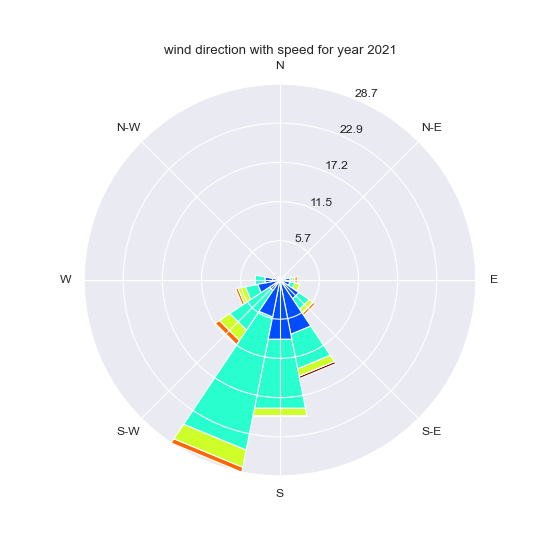 wind direction with speed for year 2021
N
28.7
N-W
N-E
22.9
17.2
11.5
5.7
W
E
S-W
S-E
S